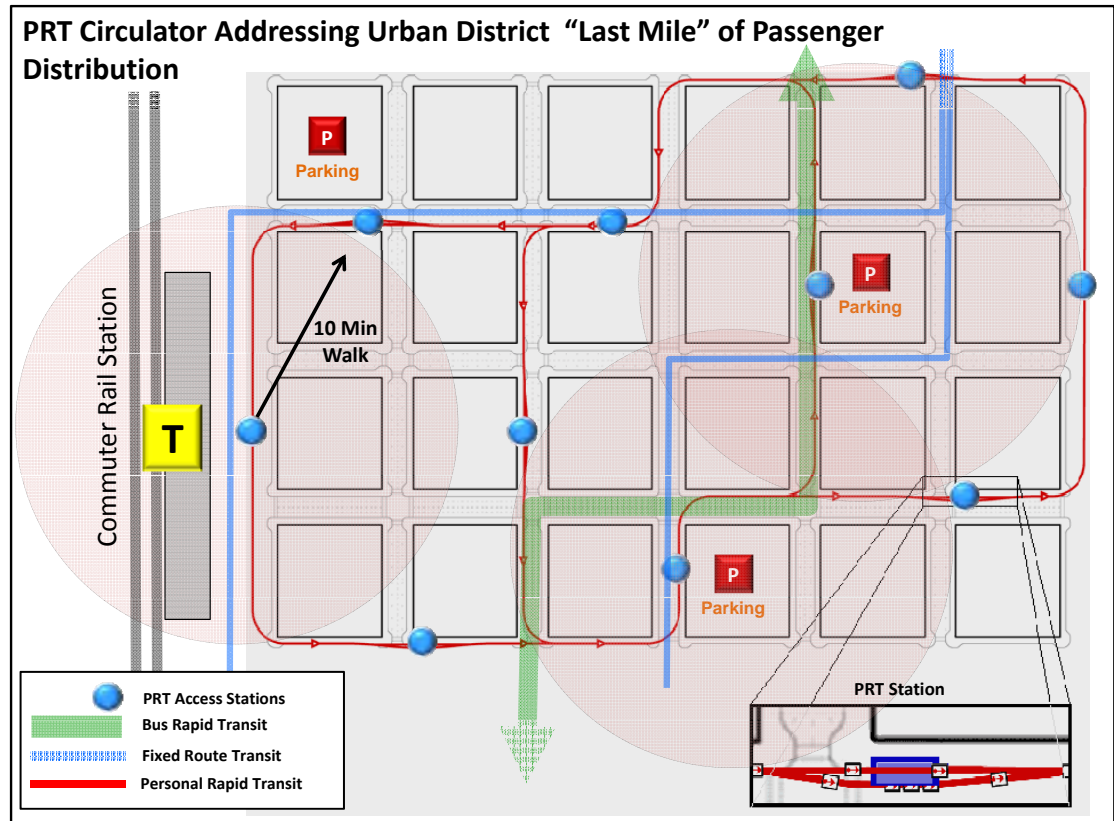 PRT Circulator Addressing Urban District “Last Mile” of Passenger
Distribution
P
Parking
P
Parking
10 Min
Walk
Commuter Rail Station
T
P
Parking
PRT Station
PRT Access Stations
Bus Rapid Transit
Fixed Route Transit
Personal Rapid Transit